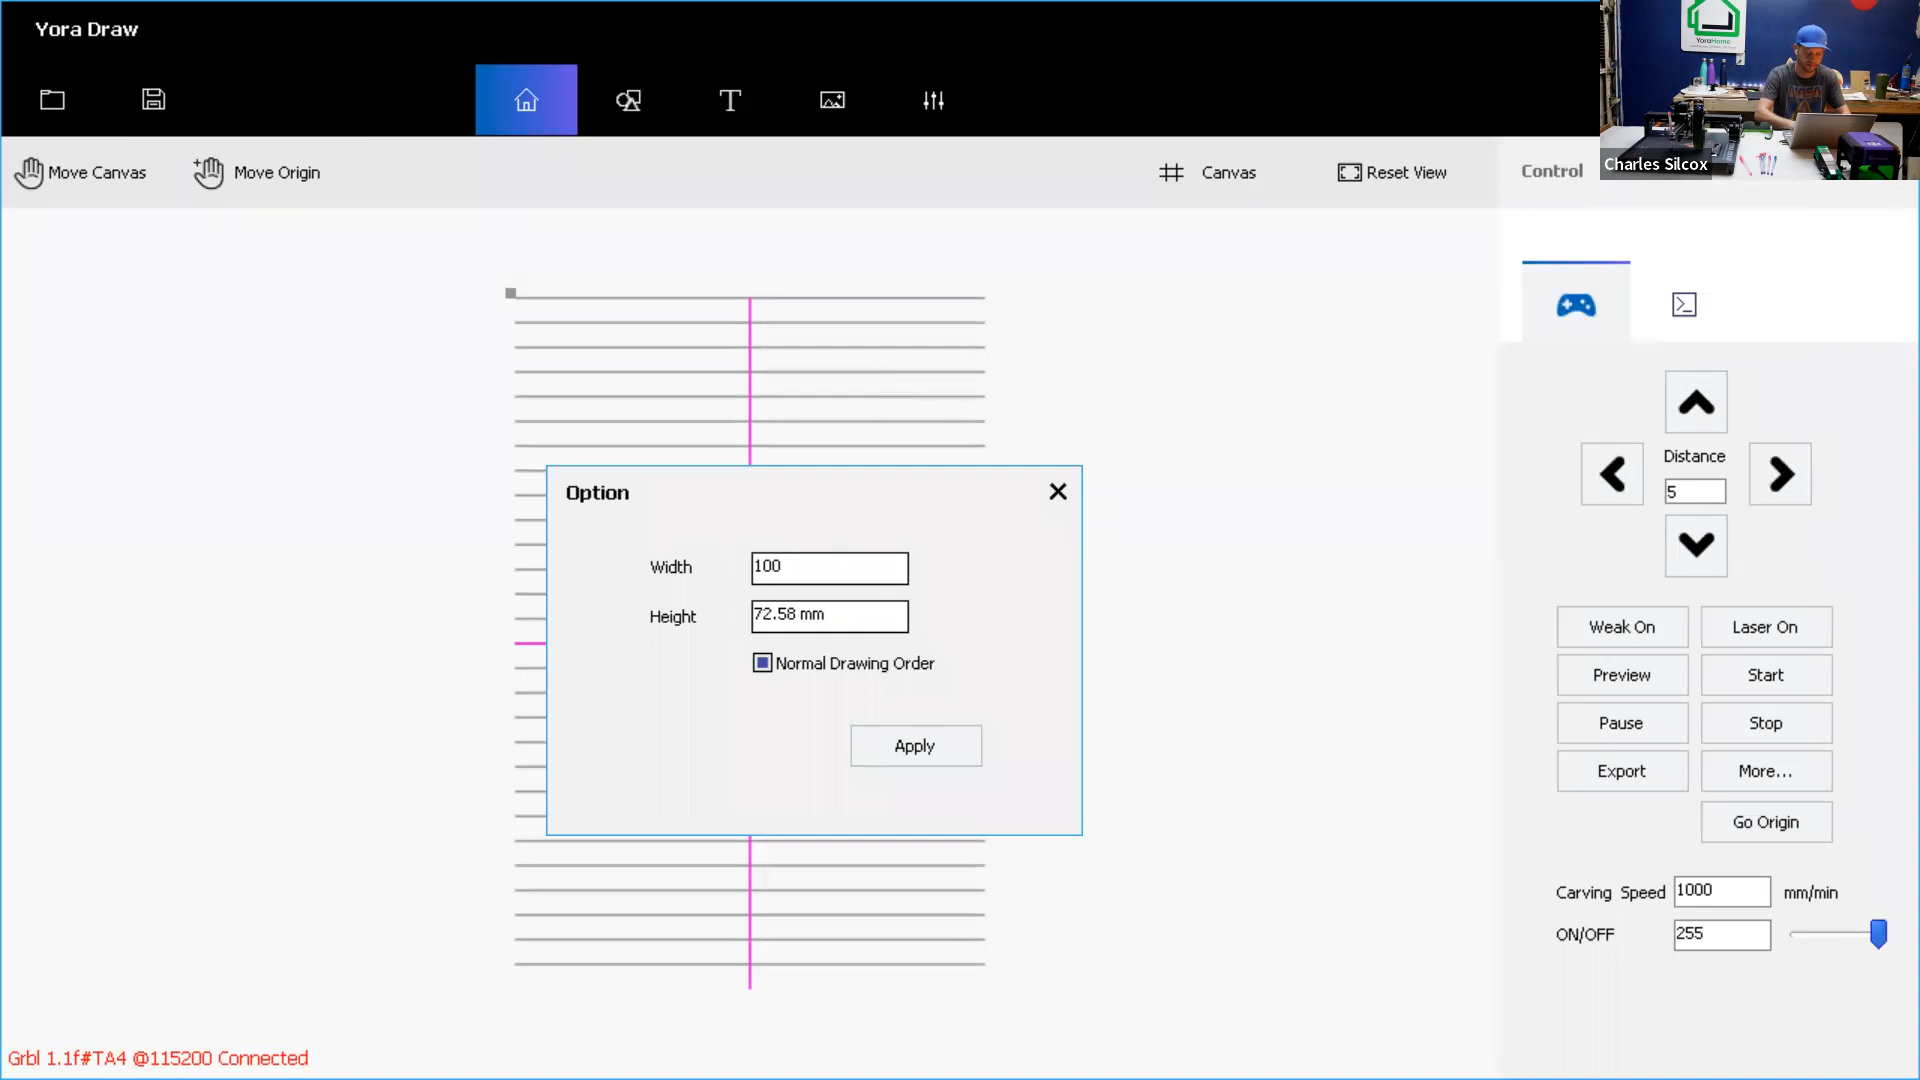 Yora Draw
YoraHome
Charles Silcox
Move Canvas
Move Origin
Canvas
Reset View
Control
Distance
5
Option
Width
100
Height
72.58 mm
Normal Drawing Order
Apply
Weak On
Laser On
Preview
Start
Pause
Stop
Export
More...
Go Origin
Carving Speed
1000
mm/min
ON/OFF
255
Grbl 1.1f#TA4 @115200 Connected